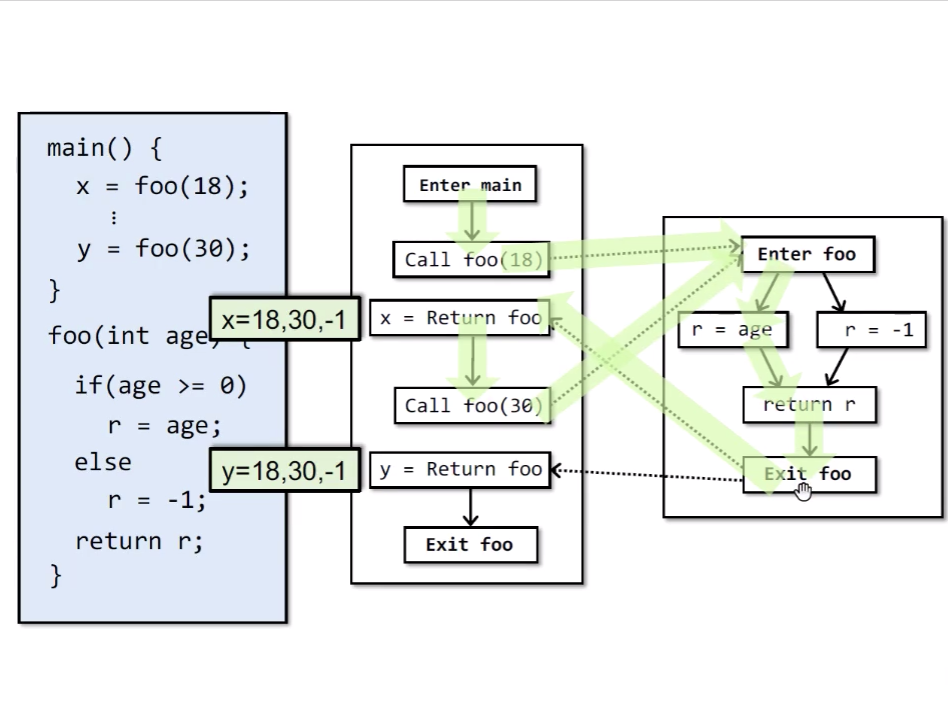 main() {
x = foo(18);
⋮
y = foo(30);
}
foo(int age) {
if(age >= 0)
r = age;
else
r = -1;
return r;
}
x=18,30,-1
y=18,30,-1
Enter main
Call foo(18)
x = Return foo
Call foo(30)
y = Return foo
Exit foo
Enter foo
r = age
r = -1
return r
Exit foo